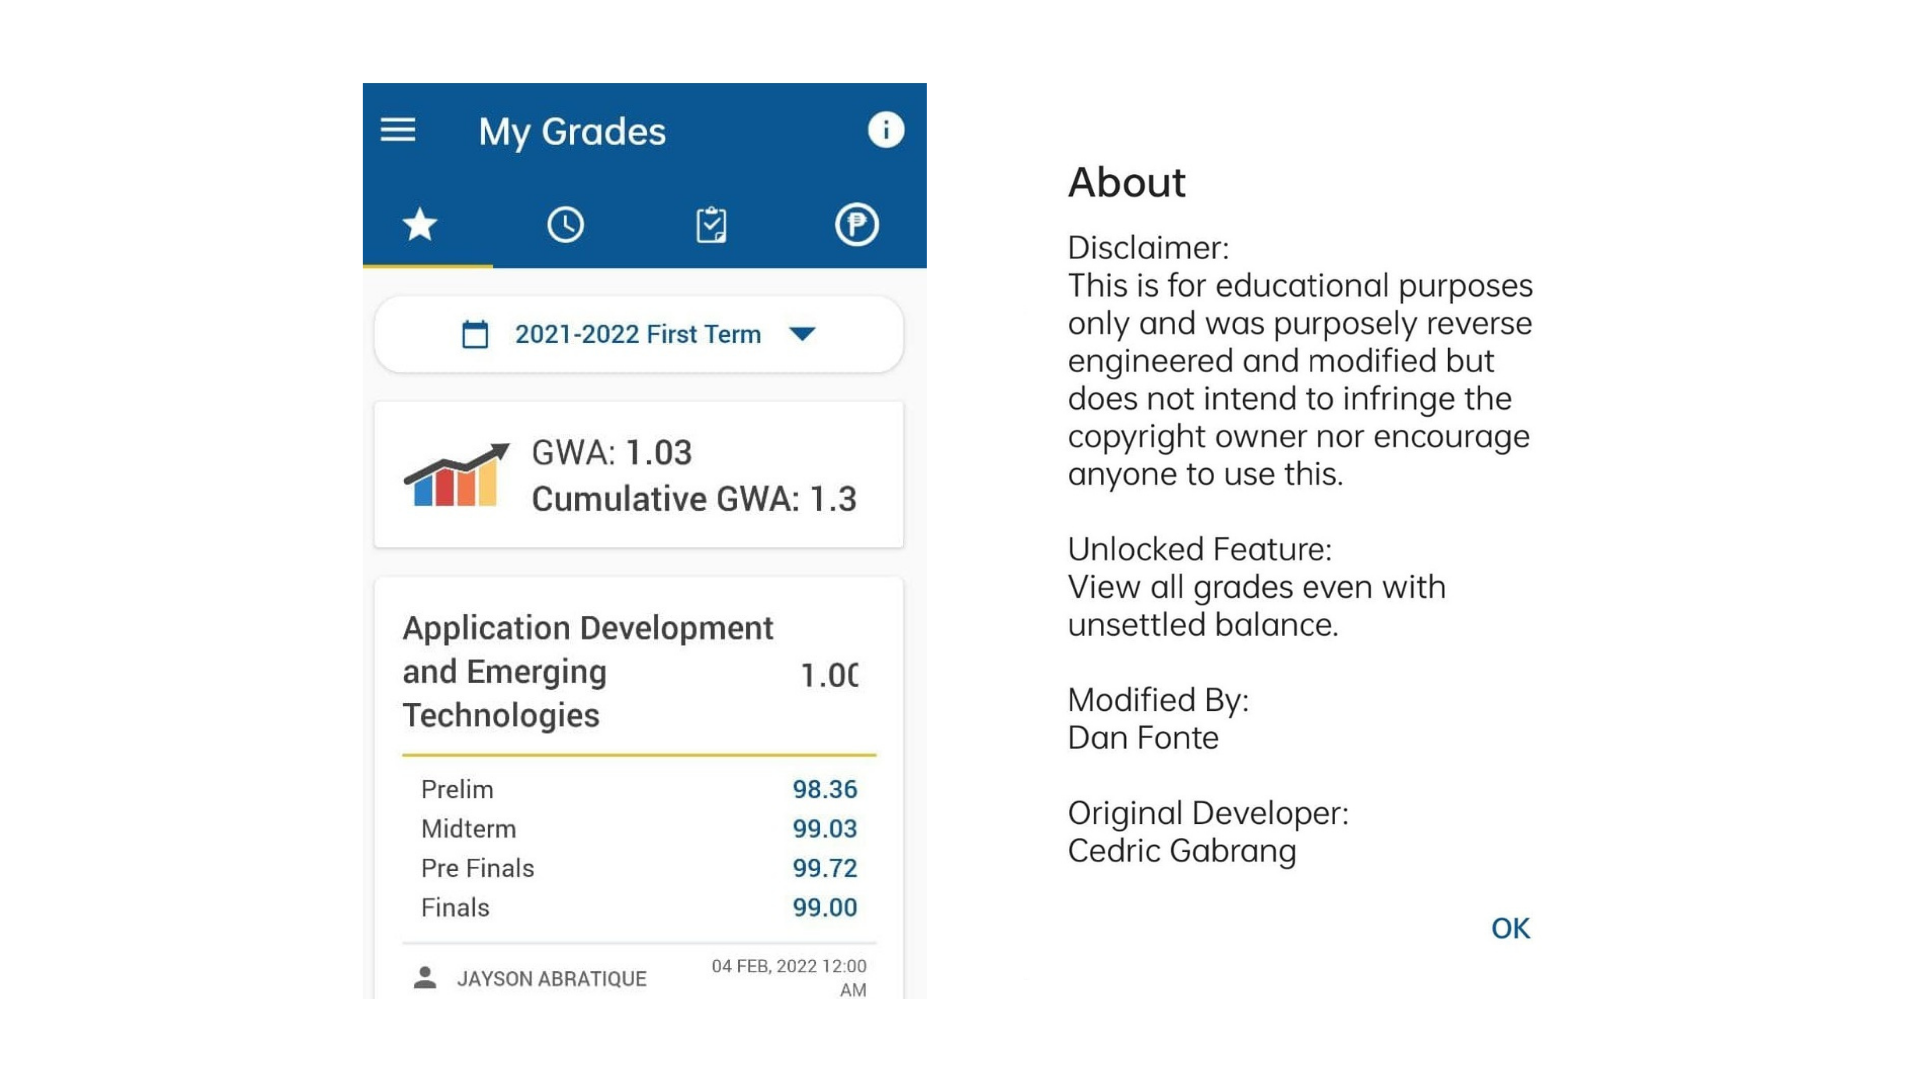 My Grades
2021-2022 First Term
GWA: 1.03
Cumulative GWA: 1.3
Application Development
and Emerging
Technologies
1.00
Prelim 98.36
Midterm 99.03
Pre Finals 99.72
Finals 99.00
JAYSON ABRATIQUE
04 FEB, 2022 12:00
AM
About
Disclaimer:
This is for educational purposes
only and was purposely reverse
engineered and modified but
does not intend to infringe the
copyright owner nor encourage
anyone to use this.
Unlocked Feature:
View all grades even with
unsettled balance.
Modified By:
Dan Fonte
Original Developer:
Cedric Gabrang
OK